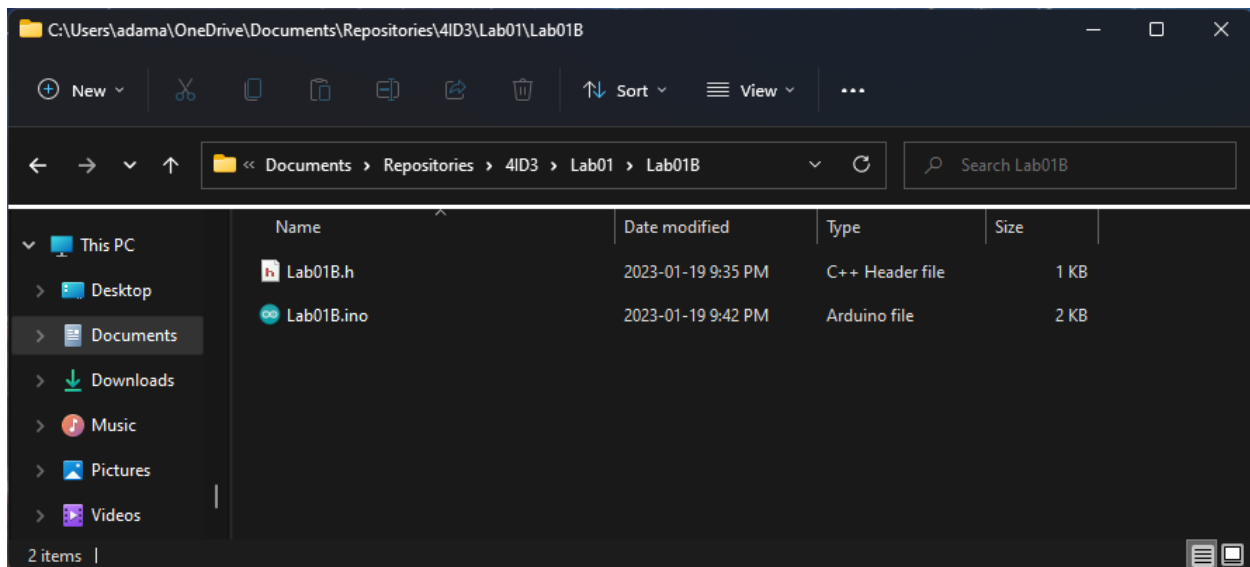 C:\Users\adama\OneDrive\Documents\Repositories\4ID3\Lab01\Lab01B
New Sort View
« Documents > Repositories > 4ID3 > Lab01 > Lab01B Search Lab01B
Name Date modified Type Size
This PC
h Lab01B.h 2023-01-19 9:35 PM C++ Header file 1 KB
Desktop
Lab01B.ino 2023-01-19 9:42 PM Arduino file 2 KB
Documents
Downloads
Music
Pictures
Videos
2 items